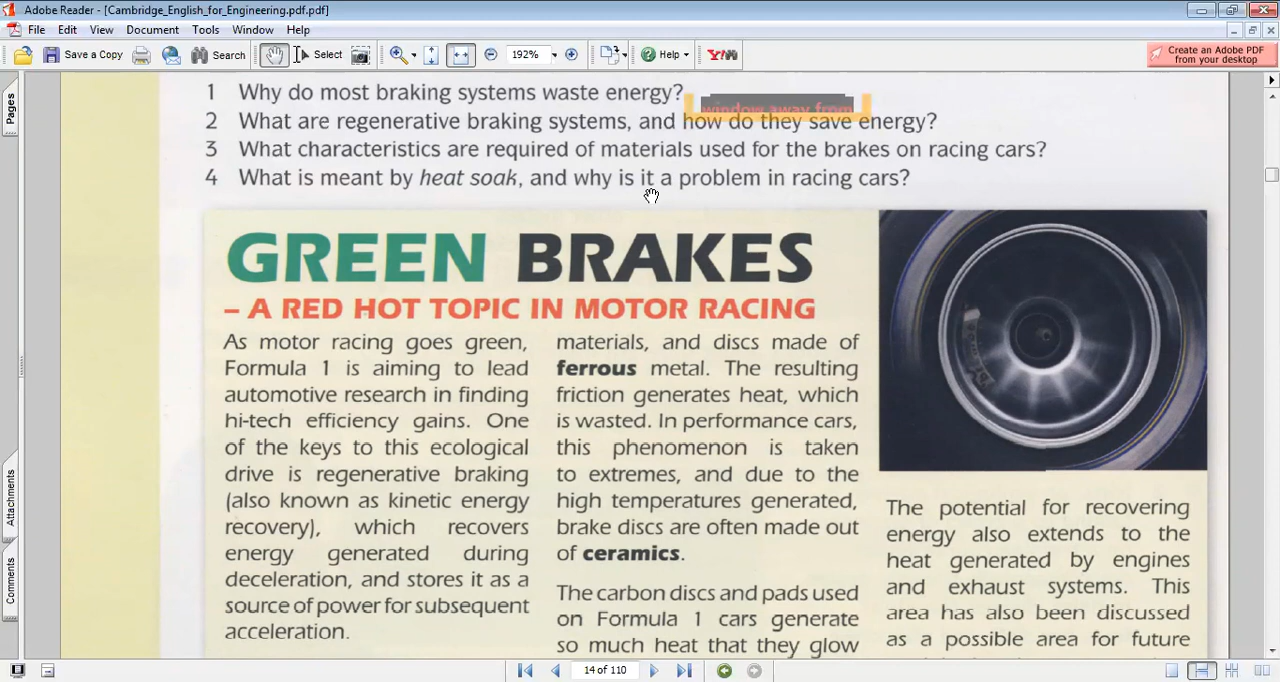 Adobe Reader - [Cambridge_English_for_Engineering.pdf.pdf]
File Edit View Document Tools Window Help
Save a Copy Search Select 192% Help Y!
Create an Adobe PDF
from your desktop
Pages
Attachments
Comments
1 Why do most braking systems waste energy?
window away from
2 What are regenerative braking systems, and how do they save energy?
3 What characteristics are required of materials used for the brakes on racing cars?
4 What is meant by heat soak, and why is it a problem in racing cars?
GREEN BRAKES
– A RED HOT TOPIC IN MOTOR RACING
As motor racing goes green,
Formula 1 is aiming to lead
automotive research in finding
hi-tech efficiency gains. One
of the keys to this ecological
drive is regenerative braking
(also known as kinetic energy
recovery), which recovers
energy generated during
deceleration, and stores it as a
source of power for subsequent
acceleration.
materials, and discs made of
ferrous metal. The resulting
friction generates heat, which
is wasted. In performance cars,
this phenomenon is taken
to extremes, and due to the
high temperatures generated,
brake discs are often made out
of ceramics.
The carbon discs and pads used
on Formula 1 cars generate
so much heat that they glow
The potential for recovering
energy also extends to the
heat generated by engines
and exhaust systems. This
area has also been discussed
as a possible area for future
14 of 110